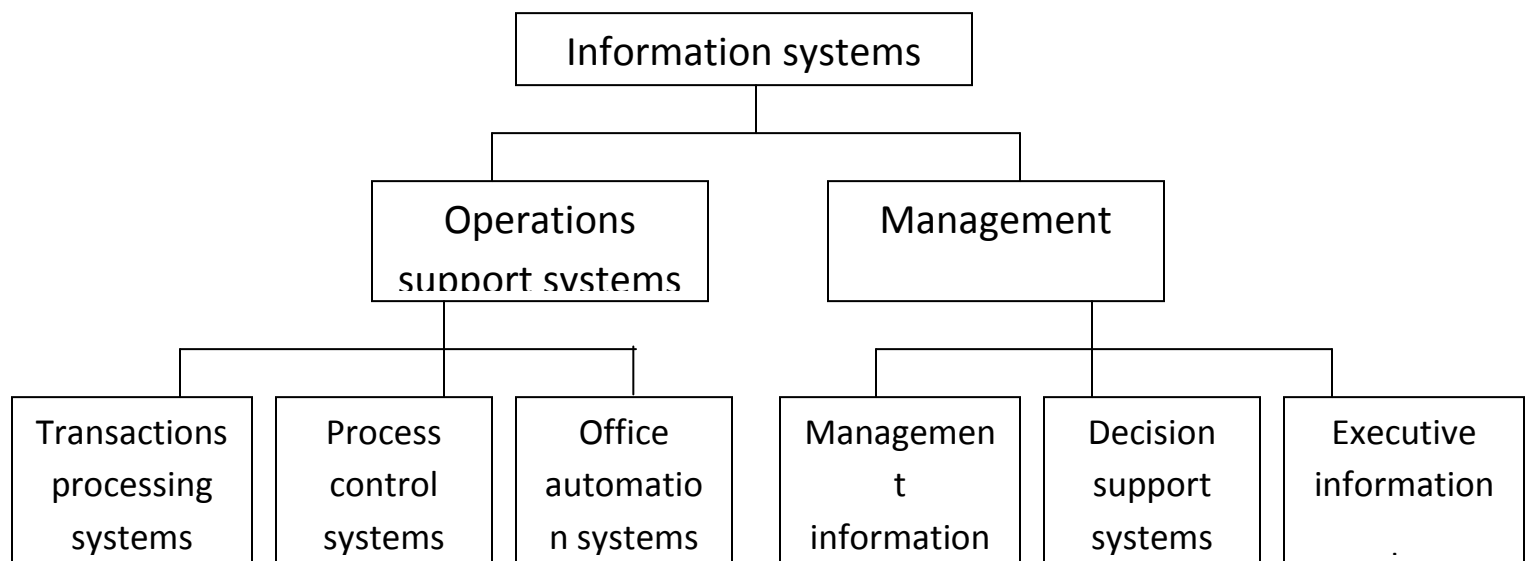 Information systems
Operations
support systems
Management
Transactions
processing
systems
Process
control
systems
Office
automatio
n systems
Managemen
t
information
Decision
support
systems
Executive
information